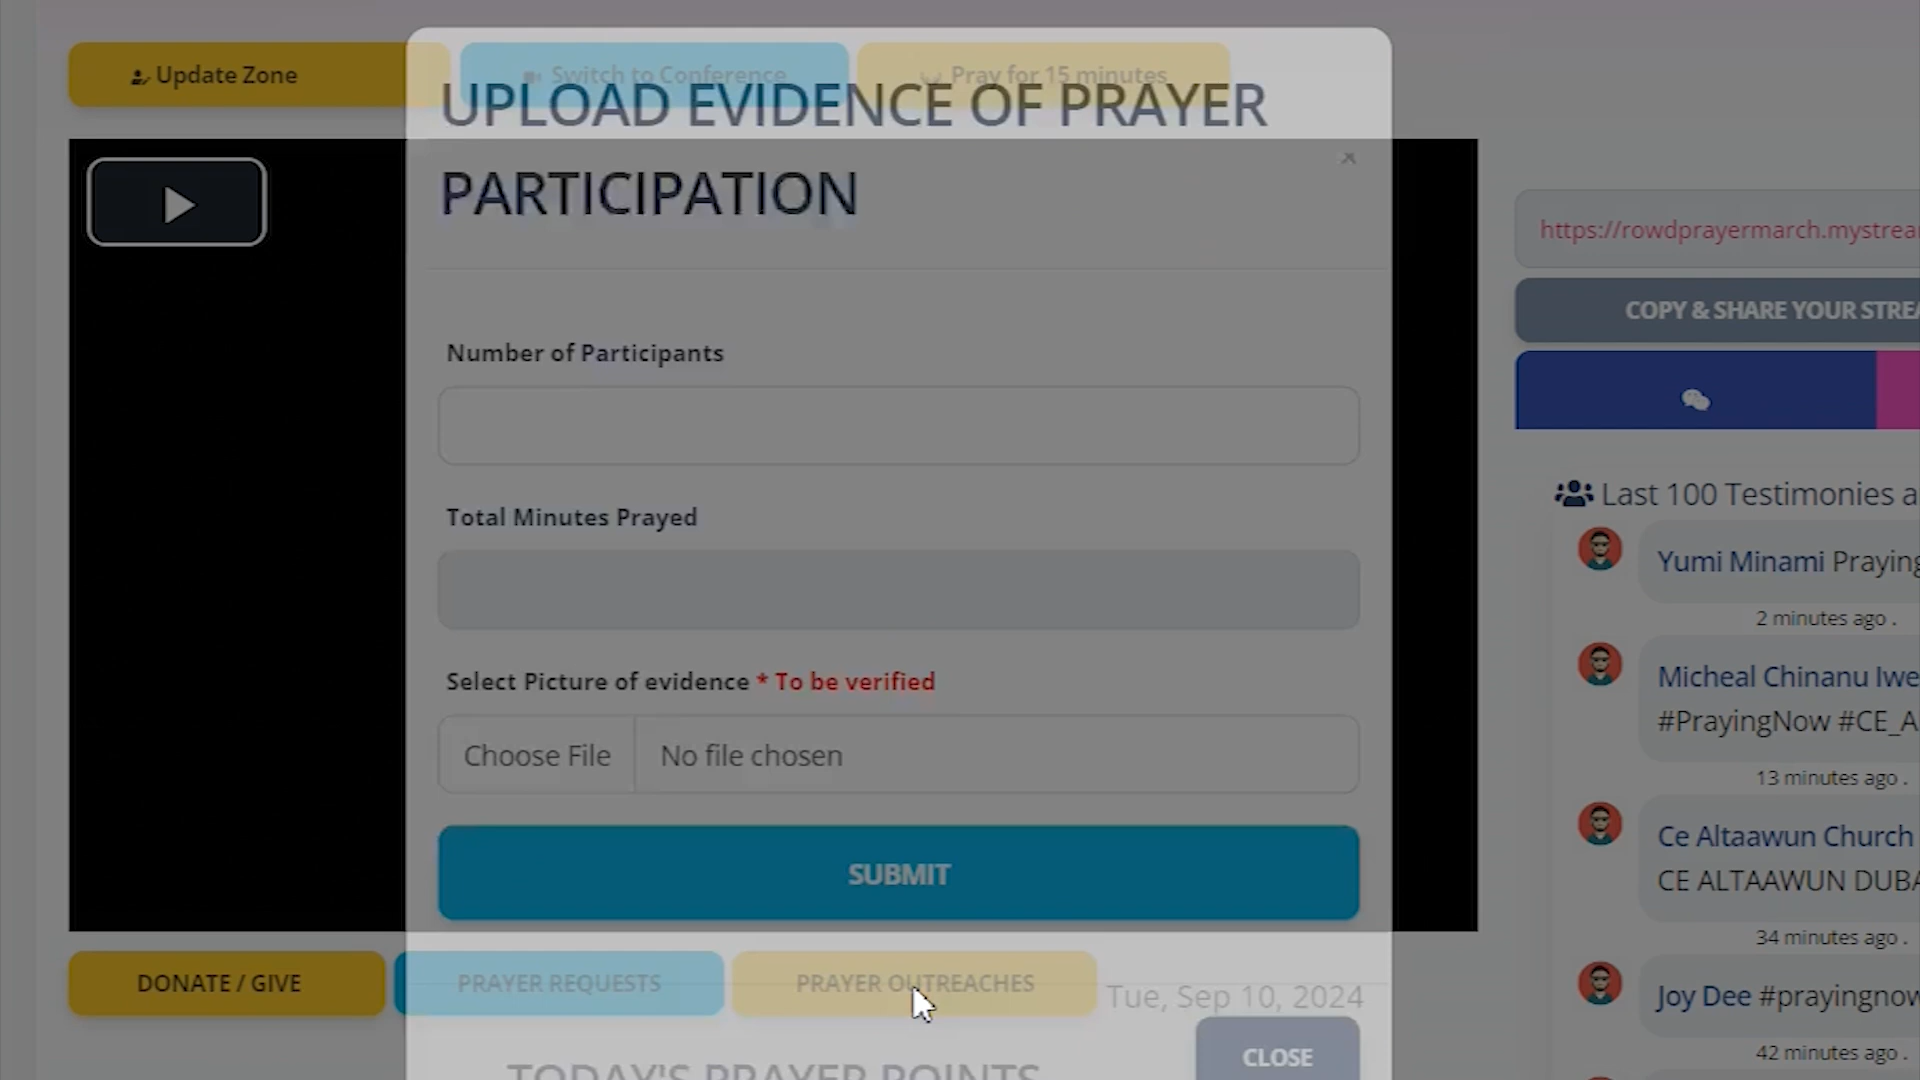 Update Zone
Switch to Conference
Pray for 15 minutes
UPLOAD EVIDENCE OF PRAYER
PARTICIPATION
×
Number of Participants
Total Minutes Prayed
Select Picture of evidence * To be verified
Choose File
No file chosen
SUBMIT
DONATE / GIVE
PRAYER REQUESTS
PRAYER OUTREACHES
Tue, Sep 10, 2024
TODAY'S PRAYER POINTS
CLOSE
https://rowdprayermarch.mystrea
COPY & SHARE YOUR STREA
Last 100 Testimonies a
Yumi Minami Praying
2 minutes ago .
Micheal Chinanu Iwe
#PrayingNow #CE_A
13 minutes ago .
Ce Altaawun Church
CE ALTAAWUN DUBA
34 minutes ago .
Joy Dee #prayingnow
42 minutes ago .